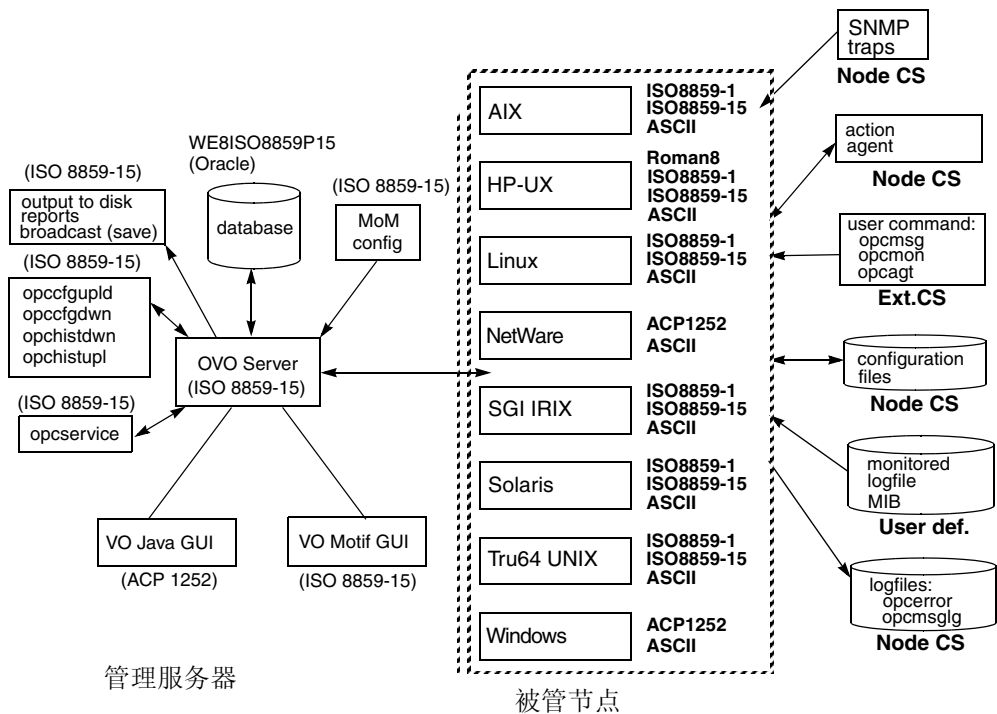 WE8ISO8859P15
(Oracle)
(ISO 8859-15)
output to disk
reports
broadcast (save)
(ISO 8859-15)
opccfgupld
opccfgdwn
opchistdwn
opchistupl
(ISO 8859-15)
opcservice
database
(ISO 8859-15)
MoM
config
OVO Server
(ISO 8859-15)
VO Java GUI
(ACP 1252)
VO Motif GUI
(ISO 8859-15)
管理服务器
AIX
ISO8859-1
ISO8859-15
ASCII
HP-UX
Roman8
ISO8859-1
ISO8859-15
ASCII
Linux
ISO8859-1
ISO8859-15
ASCII
NetWare
ACP1252
ASCII
SGI IRIX
ISO8859-1
ISO8859-15
ASCII
Solaris
ISO8859-1
ISO8859-15
ASCII
Tru64 UNIX
ISO8859-1
ISO8859-15
ASCII
Windows
ACP1252
ASCII
被管节点
SNMP
traps
Node CS
action
agent
Node CS
user command:
opcmsg
opcmon
opcagt
Ext.CS
configuration
files
Node CS
monitored
logfile
MIB
User def.
logfiles:
opcerror
opcmsglg
Node CS